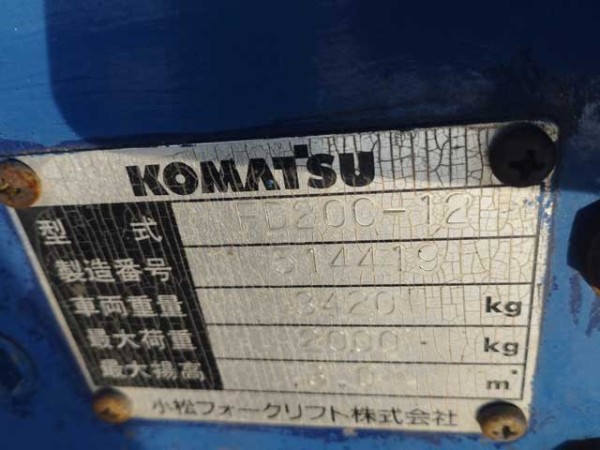 KOMATSU
型式 FD20C-12
製造番号 514419
車両重量 3420 kg
最大荷重 2000 kg
最大揚高 m
小松フォークリフト株式会社